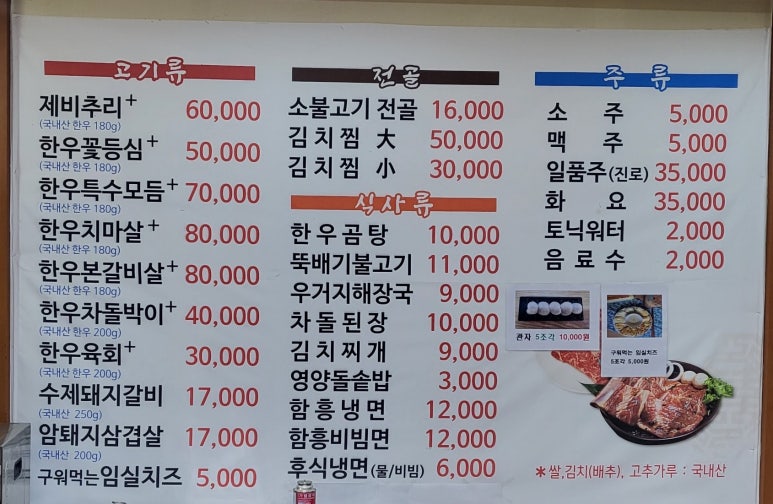 고기류
제비추리+ 60,000
(국내산 한우 180g)
한우꽃등심+ 50,000
(국내산 한우 180g)
한우특수모듬+ 70,000
(국내산 한우 180g)
한우치마살+ 80,000
(국내산 한우 180g)
한우본갈비살+ 80,000
(국내산 한우 180g)
한우차돌박이+ 40,000
(국내산 한우 200g)
한우육회+ 30,000
(국내산 한우 200g)
수제돼지갈비 17,000
(국내산 250g)
암퇘지삼겹살 17,000
(국내산 200g)
구워먹는임실치즈 5,000
전골
소불고기 전골 16,000
김치찜 大 50,000
김치찜 小 30,000
식사류
한우곰탕 10,000
뚝배기불고기 11,000
우거지해장국 9,000
차돌된장 10,000
김치찌개 9,000
영양돌솥밥 3,000
함흥냉면 12,000
함흥비빔면 12,000
후식냉면(물/비빔) 6,000
주류
소주 5,000
맥주 5,000
일품주(진로) 35,000
화요 35,000
토닉워터 2,000
음료수 2,000
관자 5조각 10,000원
구워먹는 임실치즈
5조각 5,000원
*쌀,김치(배추), 고추가루 : 국내산